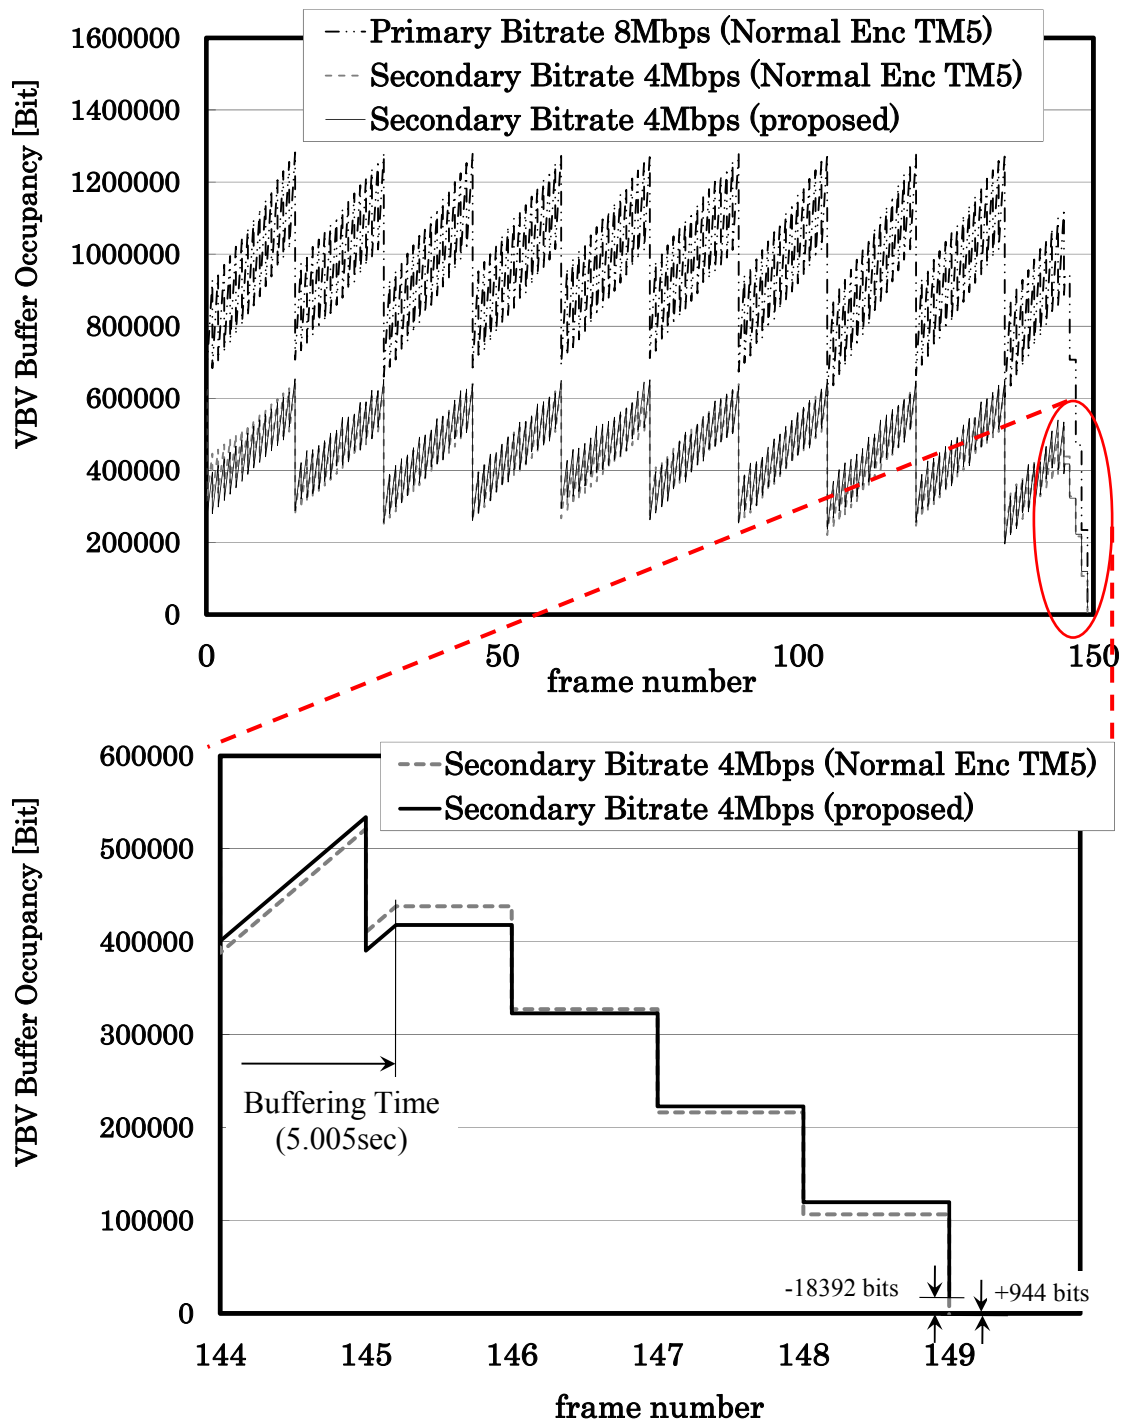 Primary Bitrate 8Mbps (Normal Enc TM5)
Secondary Bitrate 4Mbps (Normal Enc TM5)
Secondary Bitrate 4Mbps (proposed)
VBV Buffer Occupancy [Bit]
1600000
1400000
1200000
1000000
800000
600000
400000
200000
0
0 50 100 150
frame number
Secondary Bitrate 4Mbps (Normal Enc TM5)
Secondary Bitrate 4Mbps (proposed)
VBV Buffer Occupancy [Bit]
600000
500000
400000
300000
200000
100000
0
Buffering Time
(5.005sec)
-18392 bits
+944 bits
144 145 146 147 148 149
frame number